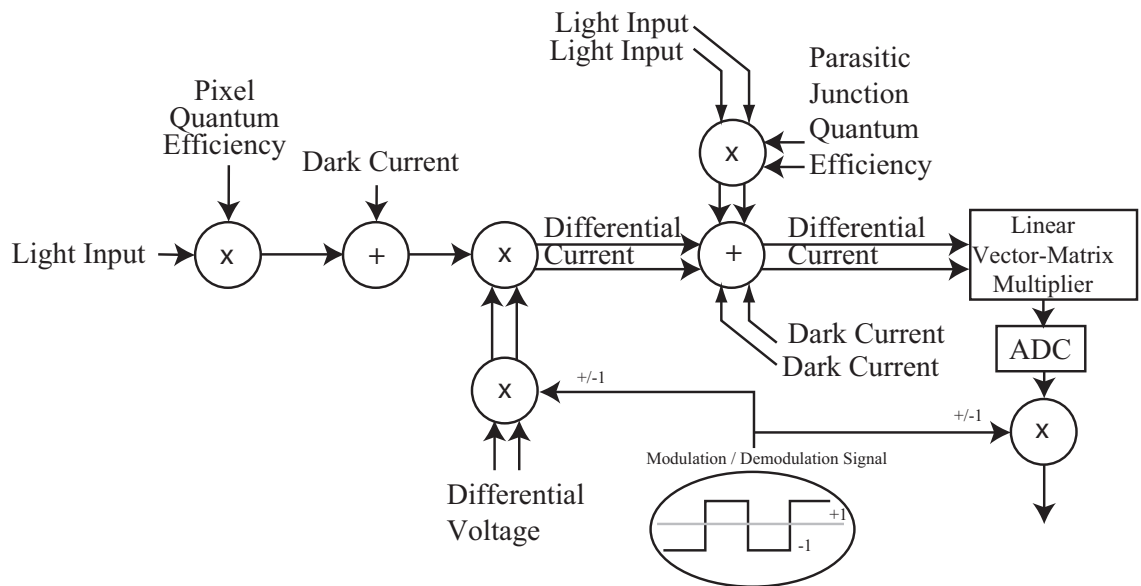 Light Input
Light Input
Parasitic
Junction
Quantum
Efficiency
Pixel
Quantum
Efficiency
Dark Current
x
Light Input
x
+
x
Differential
Current
+
Differential
Current
Linear
Vector-Matrix
Multiplier
Dark Current
Dark Current
ADC
x
+/-1
+/-1
x
Modulation / Demodulation Signal
Differential
Voltage
+1
-1